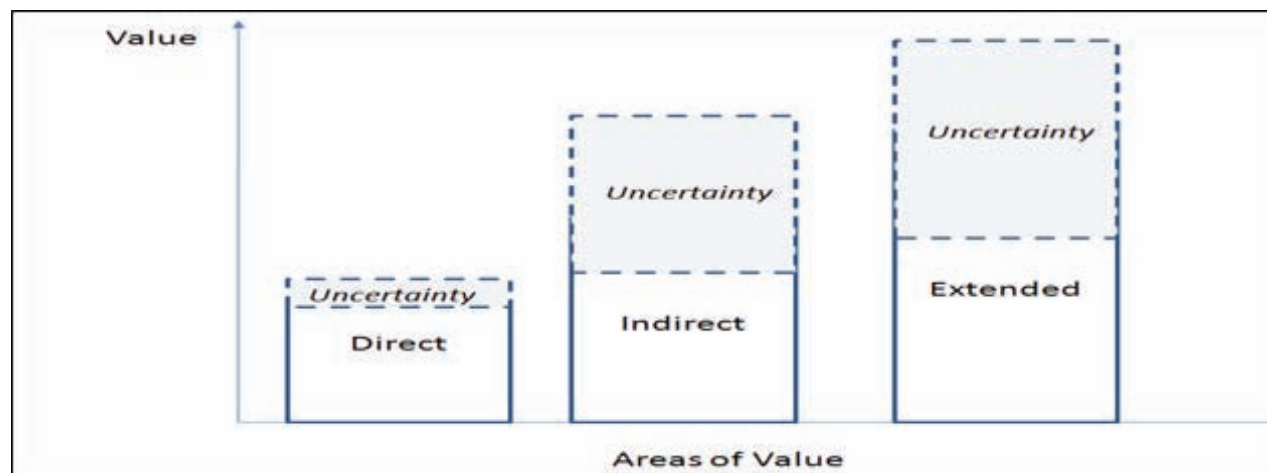 Value
Uncertainty
Uncertainty
Extended
Uncertainty
Indirect
Direct
Areas of Value